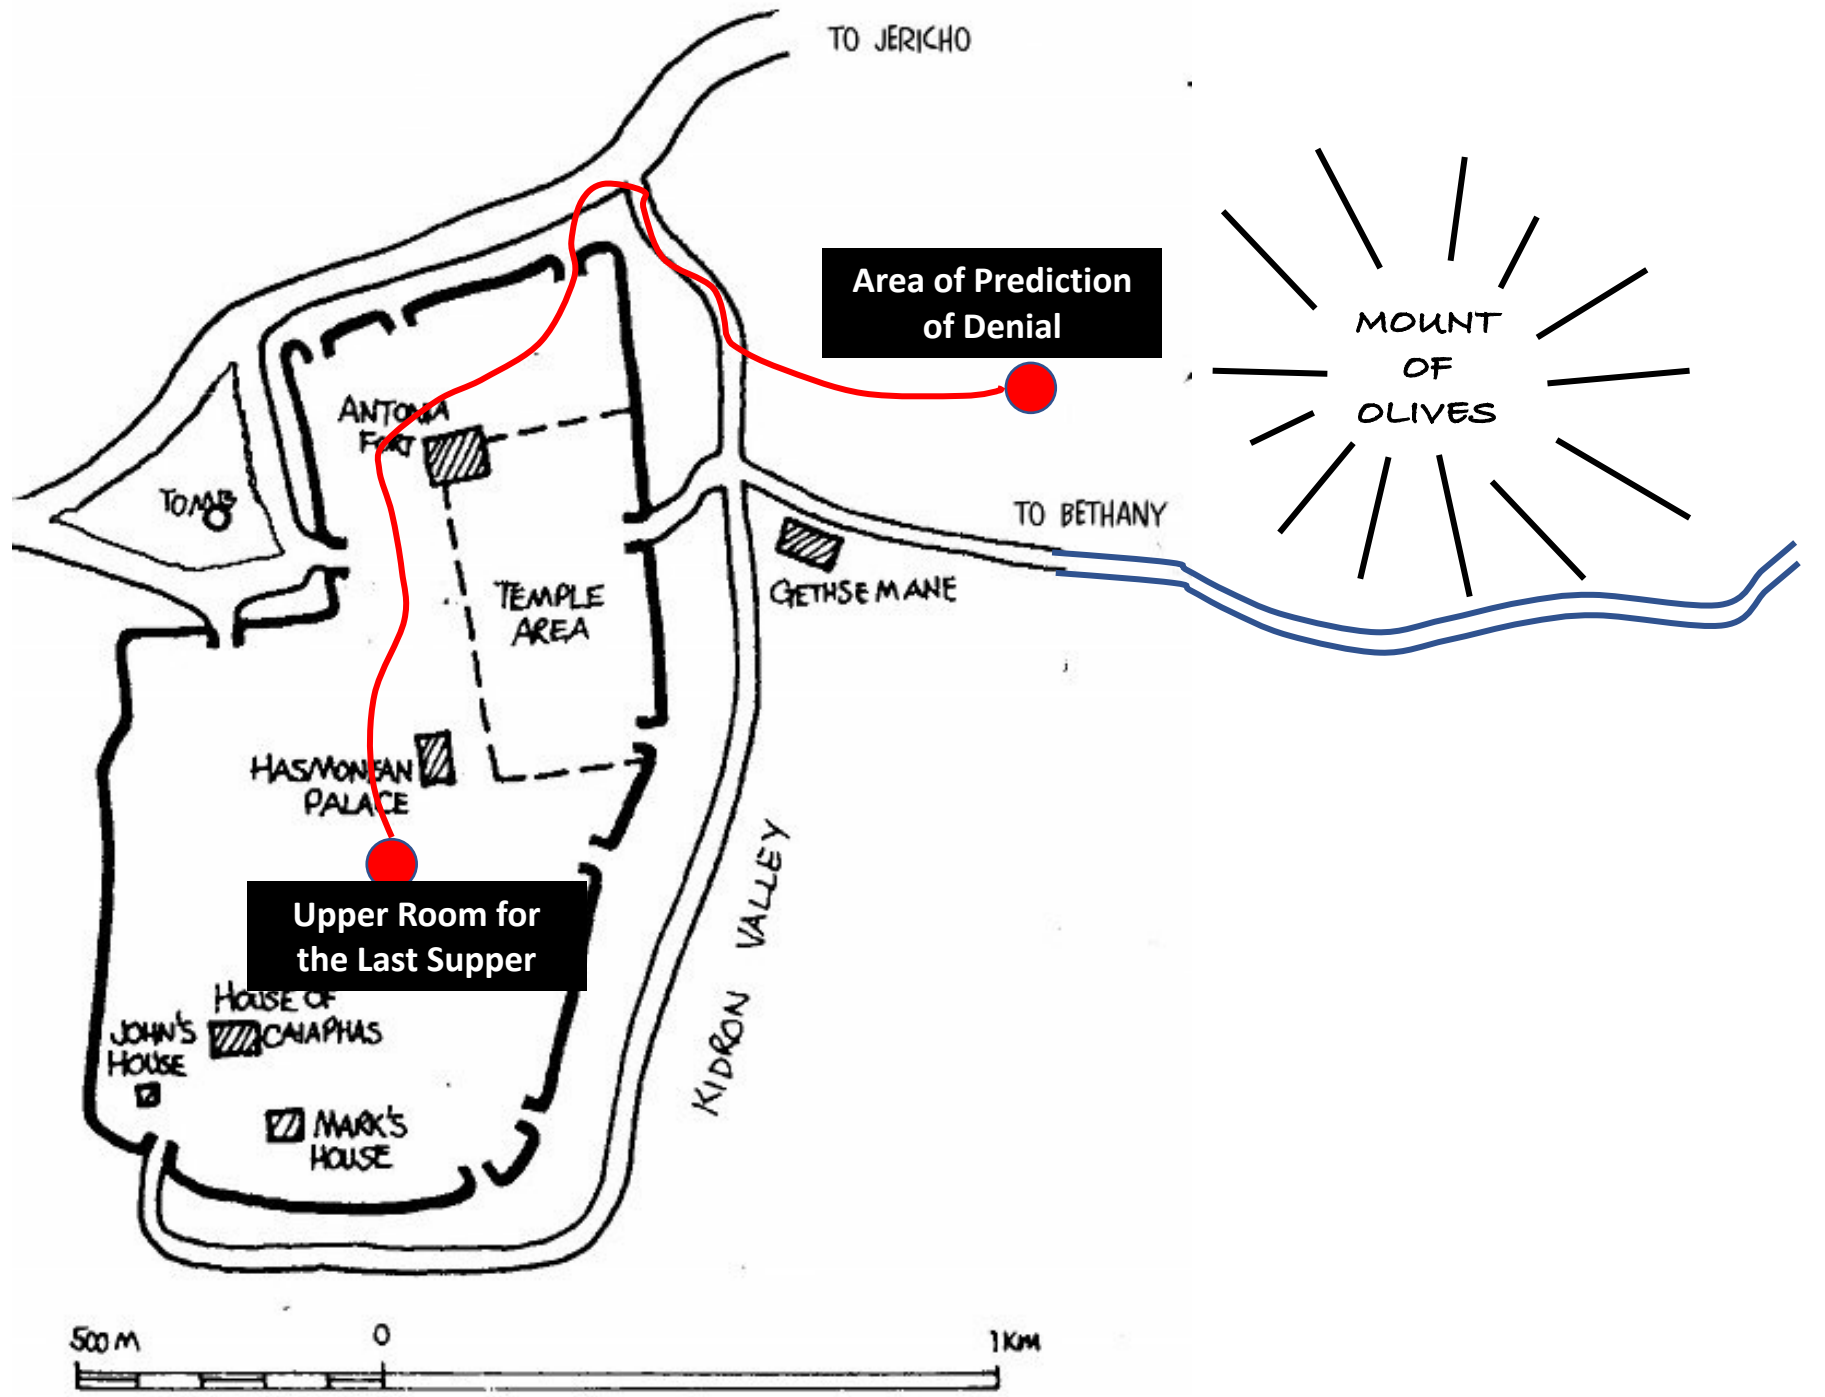 TO JERICHO
Area of Prediction
of Denial
MOUNT
OF
OLIVES
ANTONIA
FORT
TOMB
TO BETHANY
GETHSEMANE
TEMPLE
AREA
HASMONEAN
PALACE
KIDRON VALLEY
Upper Room for
the Last Supper
HOUSE OF
CAIAPHAS
JOHN'S
HOUSE
MARK'S
HOUSE
500 M
0
1 KM